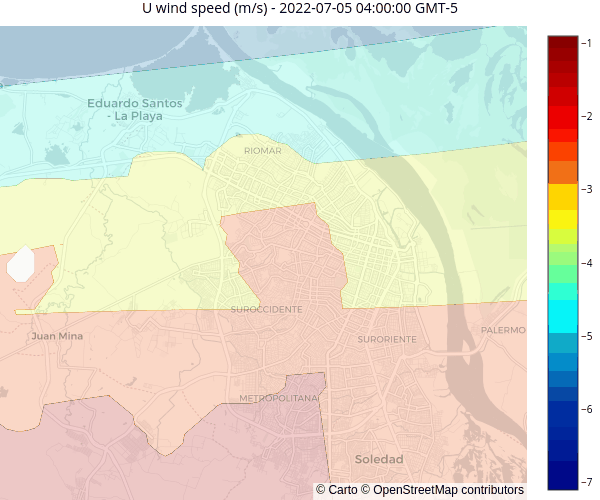 U wind speed (m/s) - 2022-07-05 04:00:00 GMT-5
−1
Eduardo Santos
- La Playa
−2
RIOMAR
−3
−4
SUROCCIDENTE
Juan Mina
SURORIENTE
PALERMO
−5
METROPOLITANA
−6
Soledad
−7
© Carto © OpenStreetMap contributors